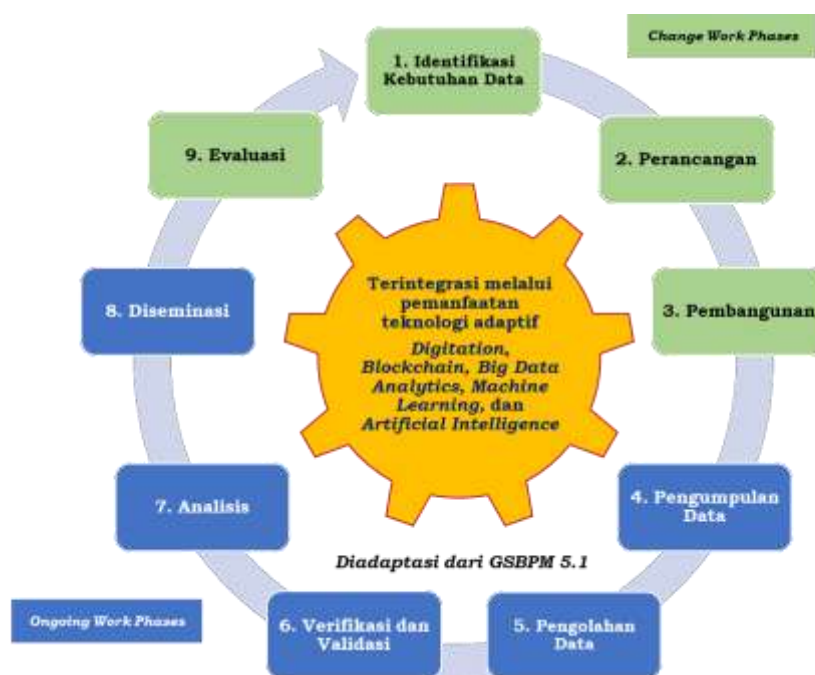 Change Work Phases
1. Identifikasi
Kebutuhan Data
2. Perancangan
3. Pembangunan
4. Pengumpulan
Data
5. Pengolahan
Data
6. Verifikasi dan
Validasi
7. Analisis
8. Diseminasi
9. Evaluasi
Terintegrasi melalui
pemanfaatan
teknologi adaptif
Digitation,
Blockchain, Big Data
Analytics, Machine
Learning, dan
Artificial Intelligence
Diadaptasi dari GSBPM 5.1
Ongoing Work Phases